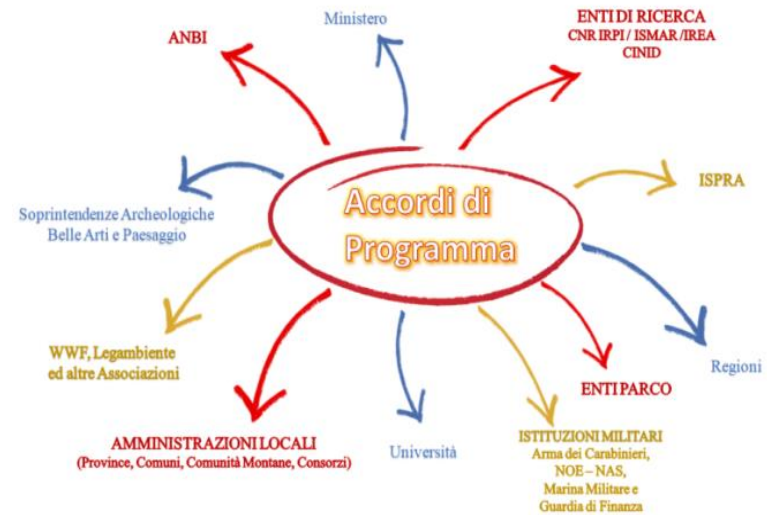 Ministero
ENTI DI RICERCA
CNR IRPI / ISMAR /IREA
CINID
ANBI
ISPRA
Accordi di
Programma
Soprintendenze Archeologiche
Belle Arti e Paesaggio
WWF, Legambiente
ed altre Associazioni
Regioni
ENTI PARCO
AMMINISTRAZIONI LOCALI
(Province, Comuni, Comunità Montane, Consorzi)
Università
ISTITUZIONI MILITARI
Arma dei Carabinieri,
NOE – NAS,
Marina Militare e
Guardia di Finanza